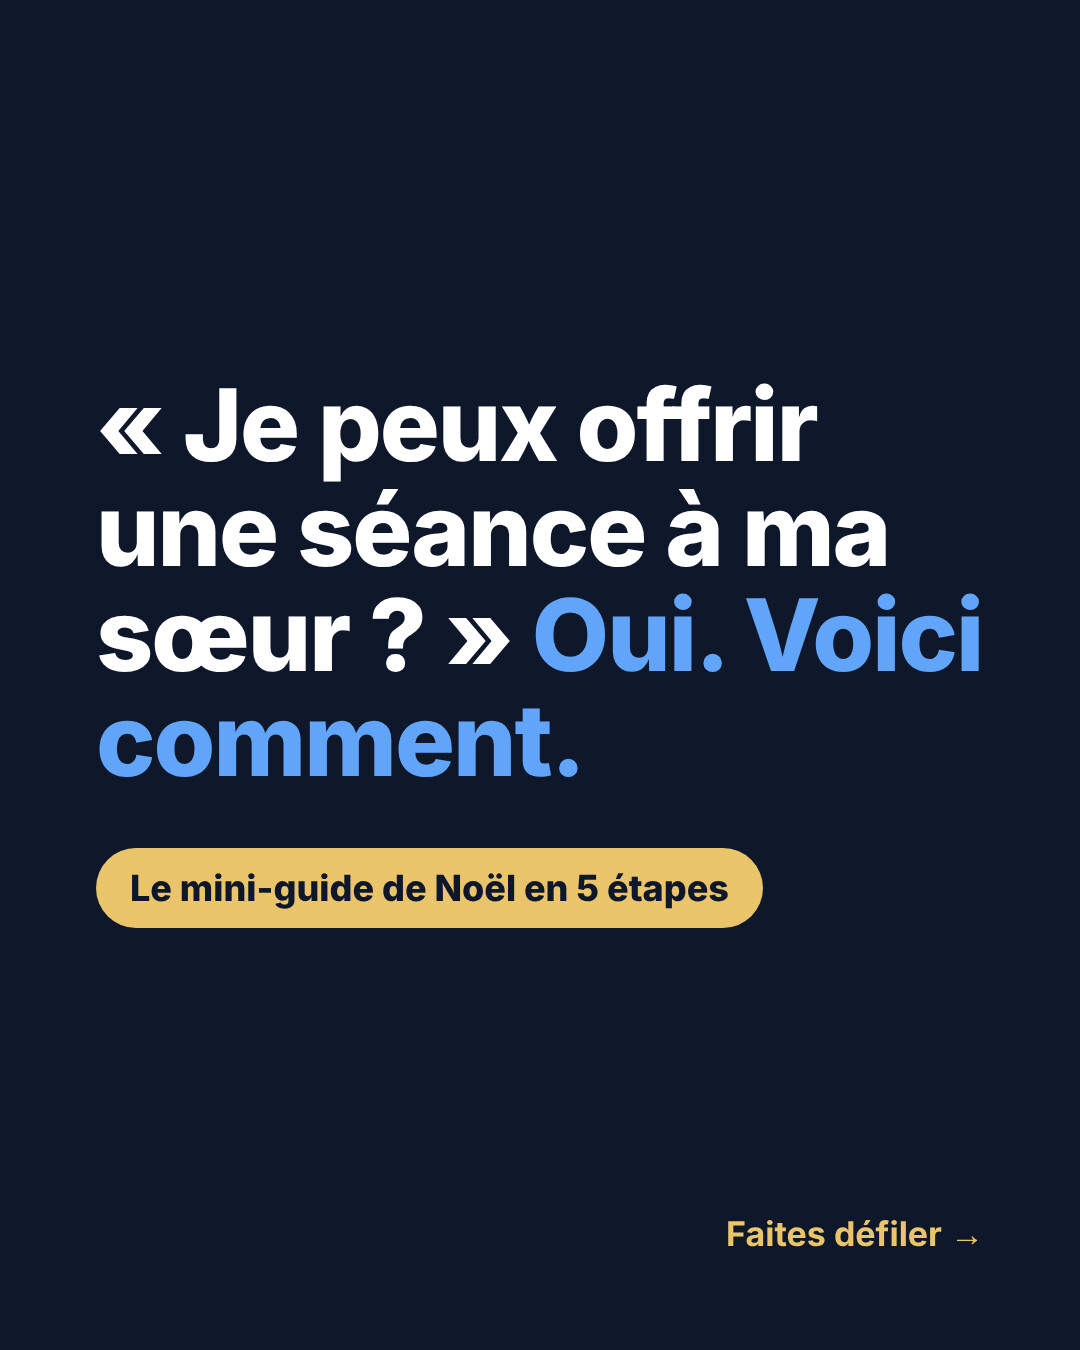 « Je peux offrir
une séance à ma
sœur ? » Oui. Voici
comment.
Le mini-guide de Noël en 5 étapes
Faites défiler →